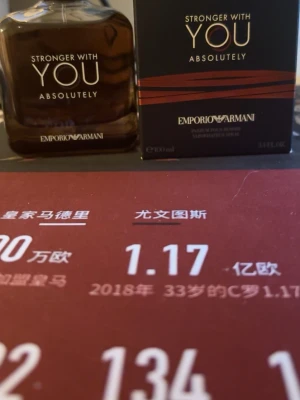 STRONGER WITH
YOU
ABSOLUTELY
EMPORIO ARMANI
STRONGER WITH
YOU
ABSOLUTELY
EMPORIO ARMANI
皇家马德里
尤文图斯
00 万欧
1.17 亿欧
加盟皇马
2018年 33岁的C罗1.17
134